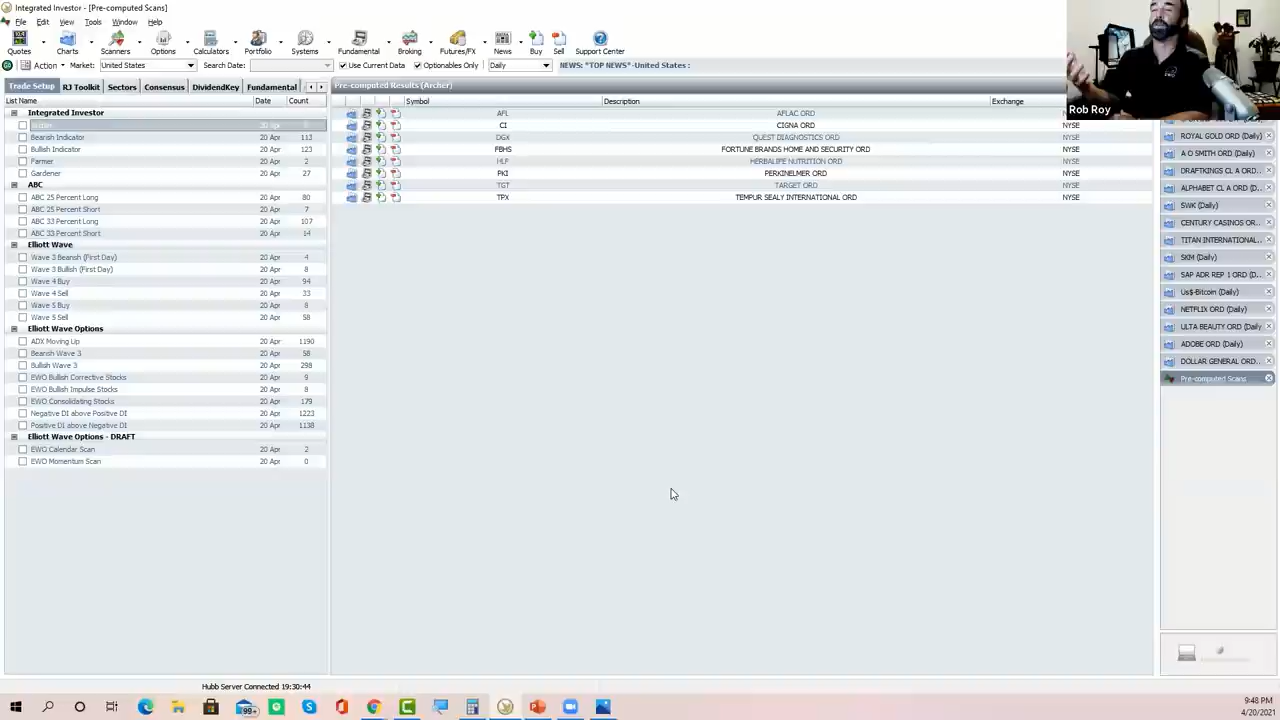 Integrated Investor - [Pre-computed Scans]
File Edit View Tools Window Help
Quotes Charts Scanners Options Calculators Portfolio Systems Fundamental Broking Futures/FX News Buy Sell Support Center
Action Market: United States Search Date: Use Current Data Optionables Only Daily NEWS: *TOP NEWS*-United States :
Trade Setup RJ Toolkit Sectors Consensus DividendKey Fundamental
Pre-computed Results (Archer)
List Name Date Count
Symbol Description Exchange
Integrated Investor
Archer 20 Apr
Bearish Indicator 20 Apr 113
Bullish Indicator 20 Apr 123
Farmer 20 Apr 2
Gardener 20 Apr 27
ABC
ABC 25 Percent Long 20 Apr 80
ABC 25 Percent Short 20 Apr 7
ABC 33 Percent Long 20 Apr 107
ABC 33 Percent Short 20 Apr 14
Elliott Wave
Wave 3 Bearish (First Day) 20 Apr 4
Wave 3 Bullish (First Day) 20 Apr 8
Wave 4 Buy 20 Apr 94
Wave 4 Sell 20 Apr 33
Wave 5 Buy 20 Apr 8
Wave 5 Sell 20 Apr 58
Elliott Wave Options
ADX Moving Up 20 Apr 1190
Bearish Wave 3 20 Apr 58
Bullish Wave 3 20 Apr 298
EWO Bullish Corrective Stocks 20 Apr 9
EWO Bullish Impulse Stocks 20 Apr 8
EWO Consolidating Stocks 20 Apr 179
Negative DI above Positive DI 20 Apr 1223
Positive DI above Negative DI 20 Apr 1138
Elliott Wave Options - DRAFT
EWO Calendar Scan 20 Apr 2
EWO Momentum Scan 20 Apr 0
AFL AFLAC ORD
CI CIGNA ORD NYSE
DGX QUEST DIAGNOSTICS ORD NYSE
FBHS FORTUNE BRANDS HOME AND SECURITY ORD NYSE
HLF HERBALIFE NUTRITION ORD NYSE
PKI PERKINELMER ORD NYSE
TGT TARGET ORD NYSE
TPX TEMPUR SEALY INTERNATIONAL ORD NYSE
Rob Roy
ROYAL GOLD ORD (Daily)
A O SMITH ORD (Daily)
DRAFTKINGS CL A ORD...
ALPHABET CL A ORD (D...
SWK (Daily)
CENTURY CASINOS OR...
TITAN INTERNATIONAL...
SKM (Daily)
SAP ADR REP 1 ORD (D...
Us$-Bitcoin (Daily)
NETFLIX ORD (Daily)
ULTA BEAUTY ORD (Daily
ADOBE ORD (Daily)
DOLLAR GENERAL ORD...
Pre-computed Scans
Hubb Server Connected 19:30:44
99+
9:48 PM
4/20/2021